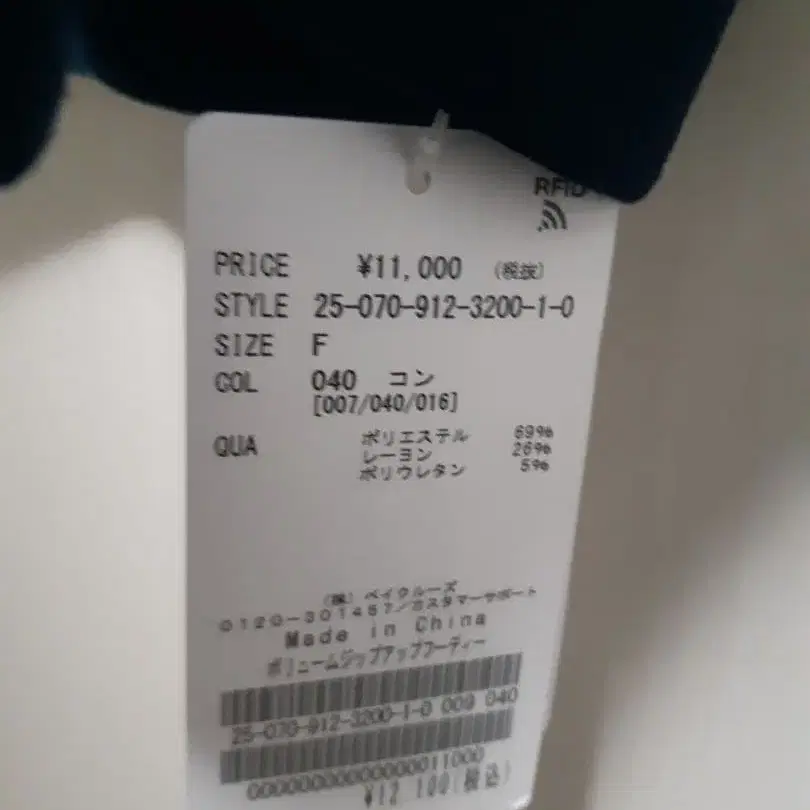 RFID
PRICE ¥11,000 (税抜)
STYLE 25-070-912-3200-1-0
SIZE F
COL 040 コン
[007/040/016]
QUA ポリエステル 69%
レーヨン 26%
ポリウレタン 5%
(株) ベイクルーズ
0120-301457/カスタマーサポート
Made in China
ボリュームジップアップフーディー
25-070-912-3200-1-0 009 040
00000000000000011000
¥12,100(税込)